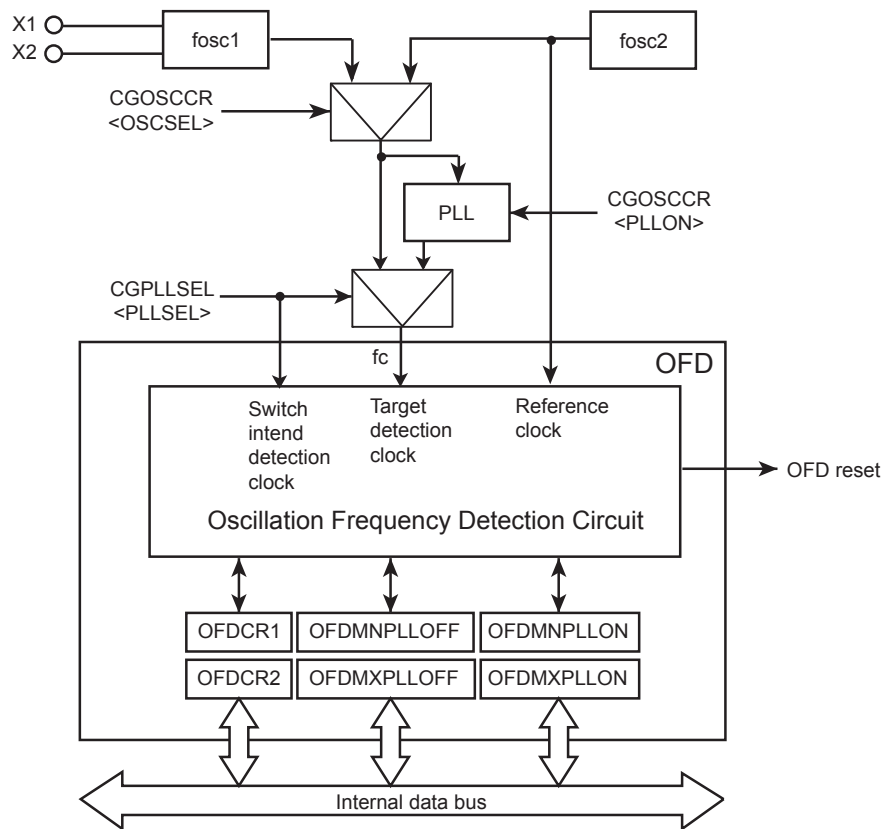 X1
X2
fosc1
fosc2
CGOSCCR
<OSCSEL>
PLL
CGOSCCR
<PLLON>
CGPLLSEL
<PLLSEL>
fc
OFD
Switch
intend
detection
clock
Target
detection
clock
Reference
clock
OFD reset
Oscillation Frequency Detection Circuit
OFDCR1
OFDMNPLLOFF
OFDMNPLLON
OFDCR2
OFDMXPLLOFF
OFDMXPLLON
Internal data bus